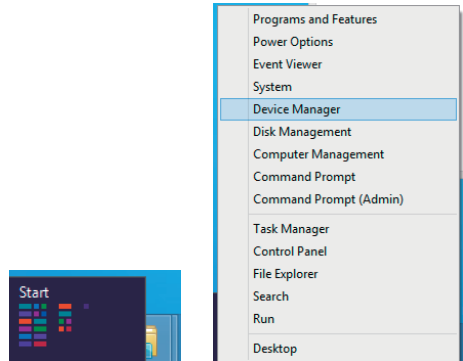 Start
Programs and Features
Power Options
Event Viewer
System
Device Manager
Disk Management
Computer Management
Command Prompt
Command Prompt (Admin)
Task Manager
Control Panel
File Explorer
Search
Run
Desktop